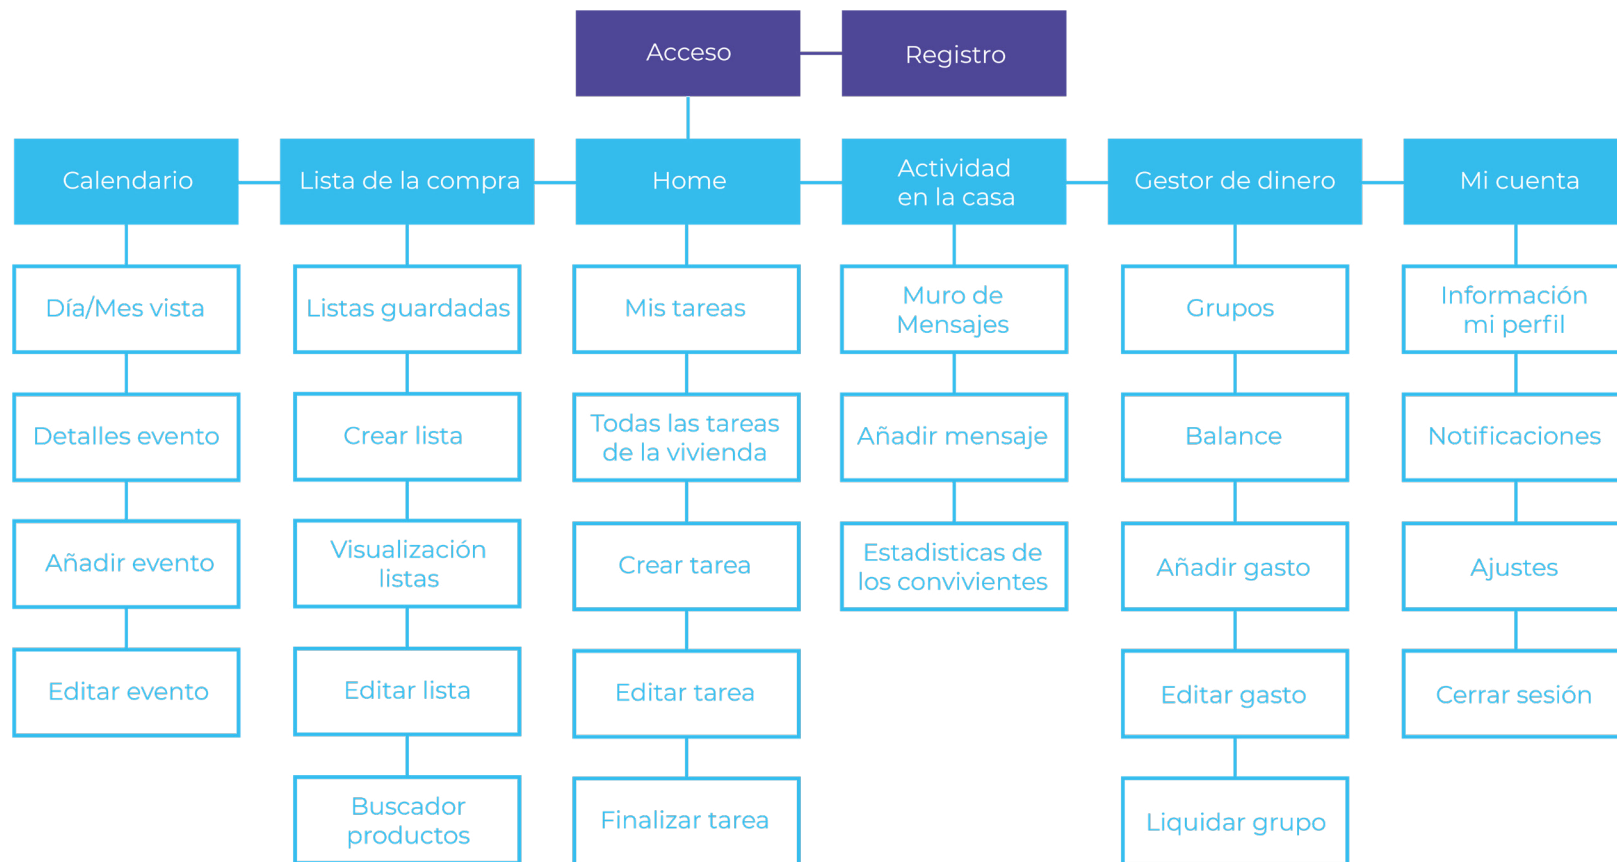 Acceso
Registro
Calendario
Lista de la compra
Home
Actividad
en la casa
Gestor de dinero
Mi cuenta
Día/Mes vista
Listas guardadas
Mis tareas
Muro de
Mensajes
Grupos
Información
mi perfil
Detalles evento
Crear lista
Todas las tareas
de la vivienda
Añadir mensaje
Balance
Notificaciones
Añadir evento
Visualización
listas
Crear tarea
Estadisticas de
los convivientes
Añadir gasto
Ajustes
Editar evento
Editar lista
Editar tarea
Editar gasto
Cerrar sesión
Buscador
productos
Finalizar tarea
Liquidar grupo